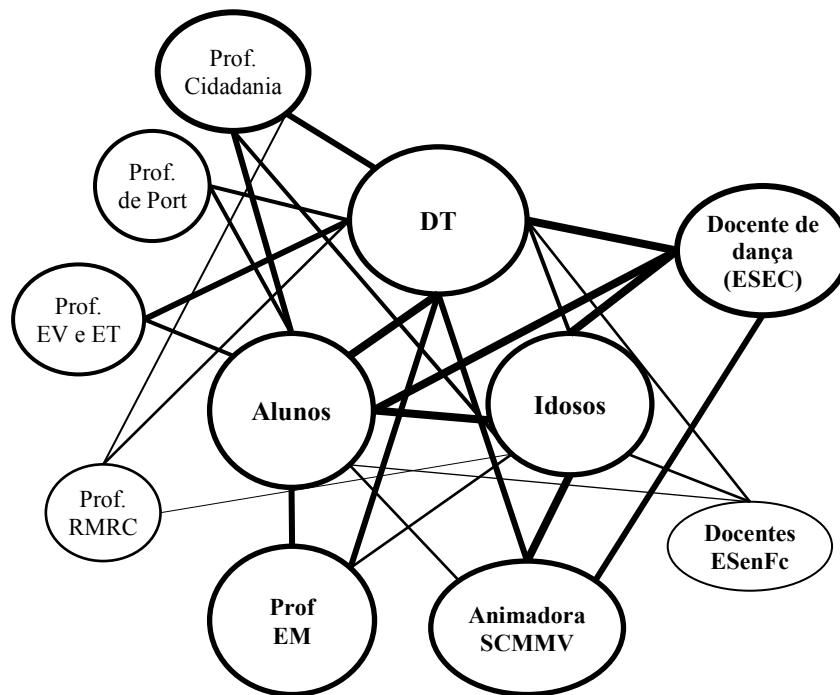 Prof.
Cidadania
Prof.
de Port
DT
Docente de
dança
(ESEC)
Prof.
EV e ET
Alunos
Idosos
Prof.
RMRC
Docentes
ESenFc
Prof
EM
Animadora
SCMMV